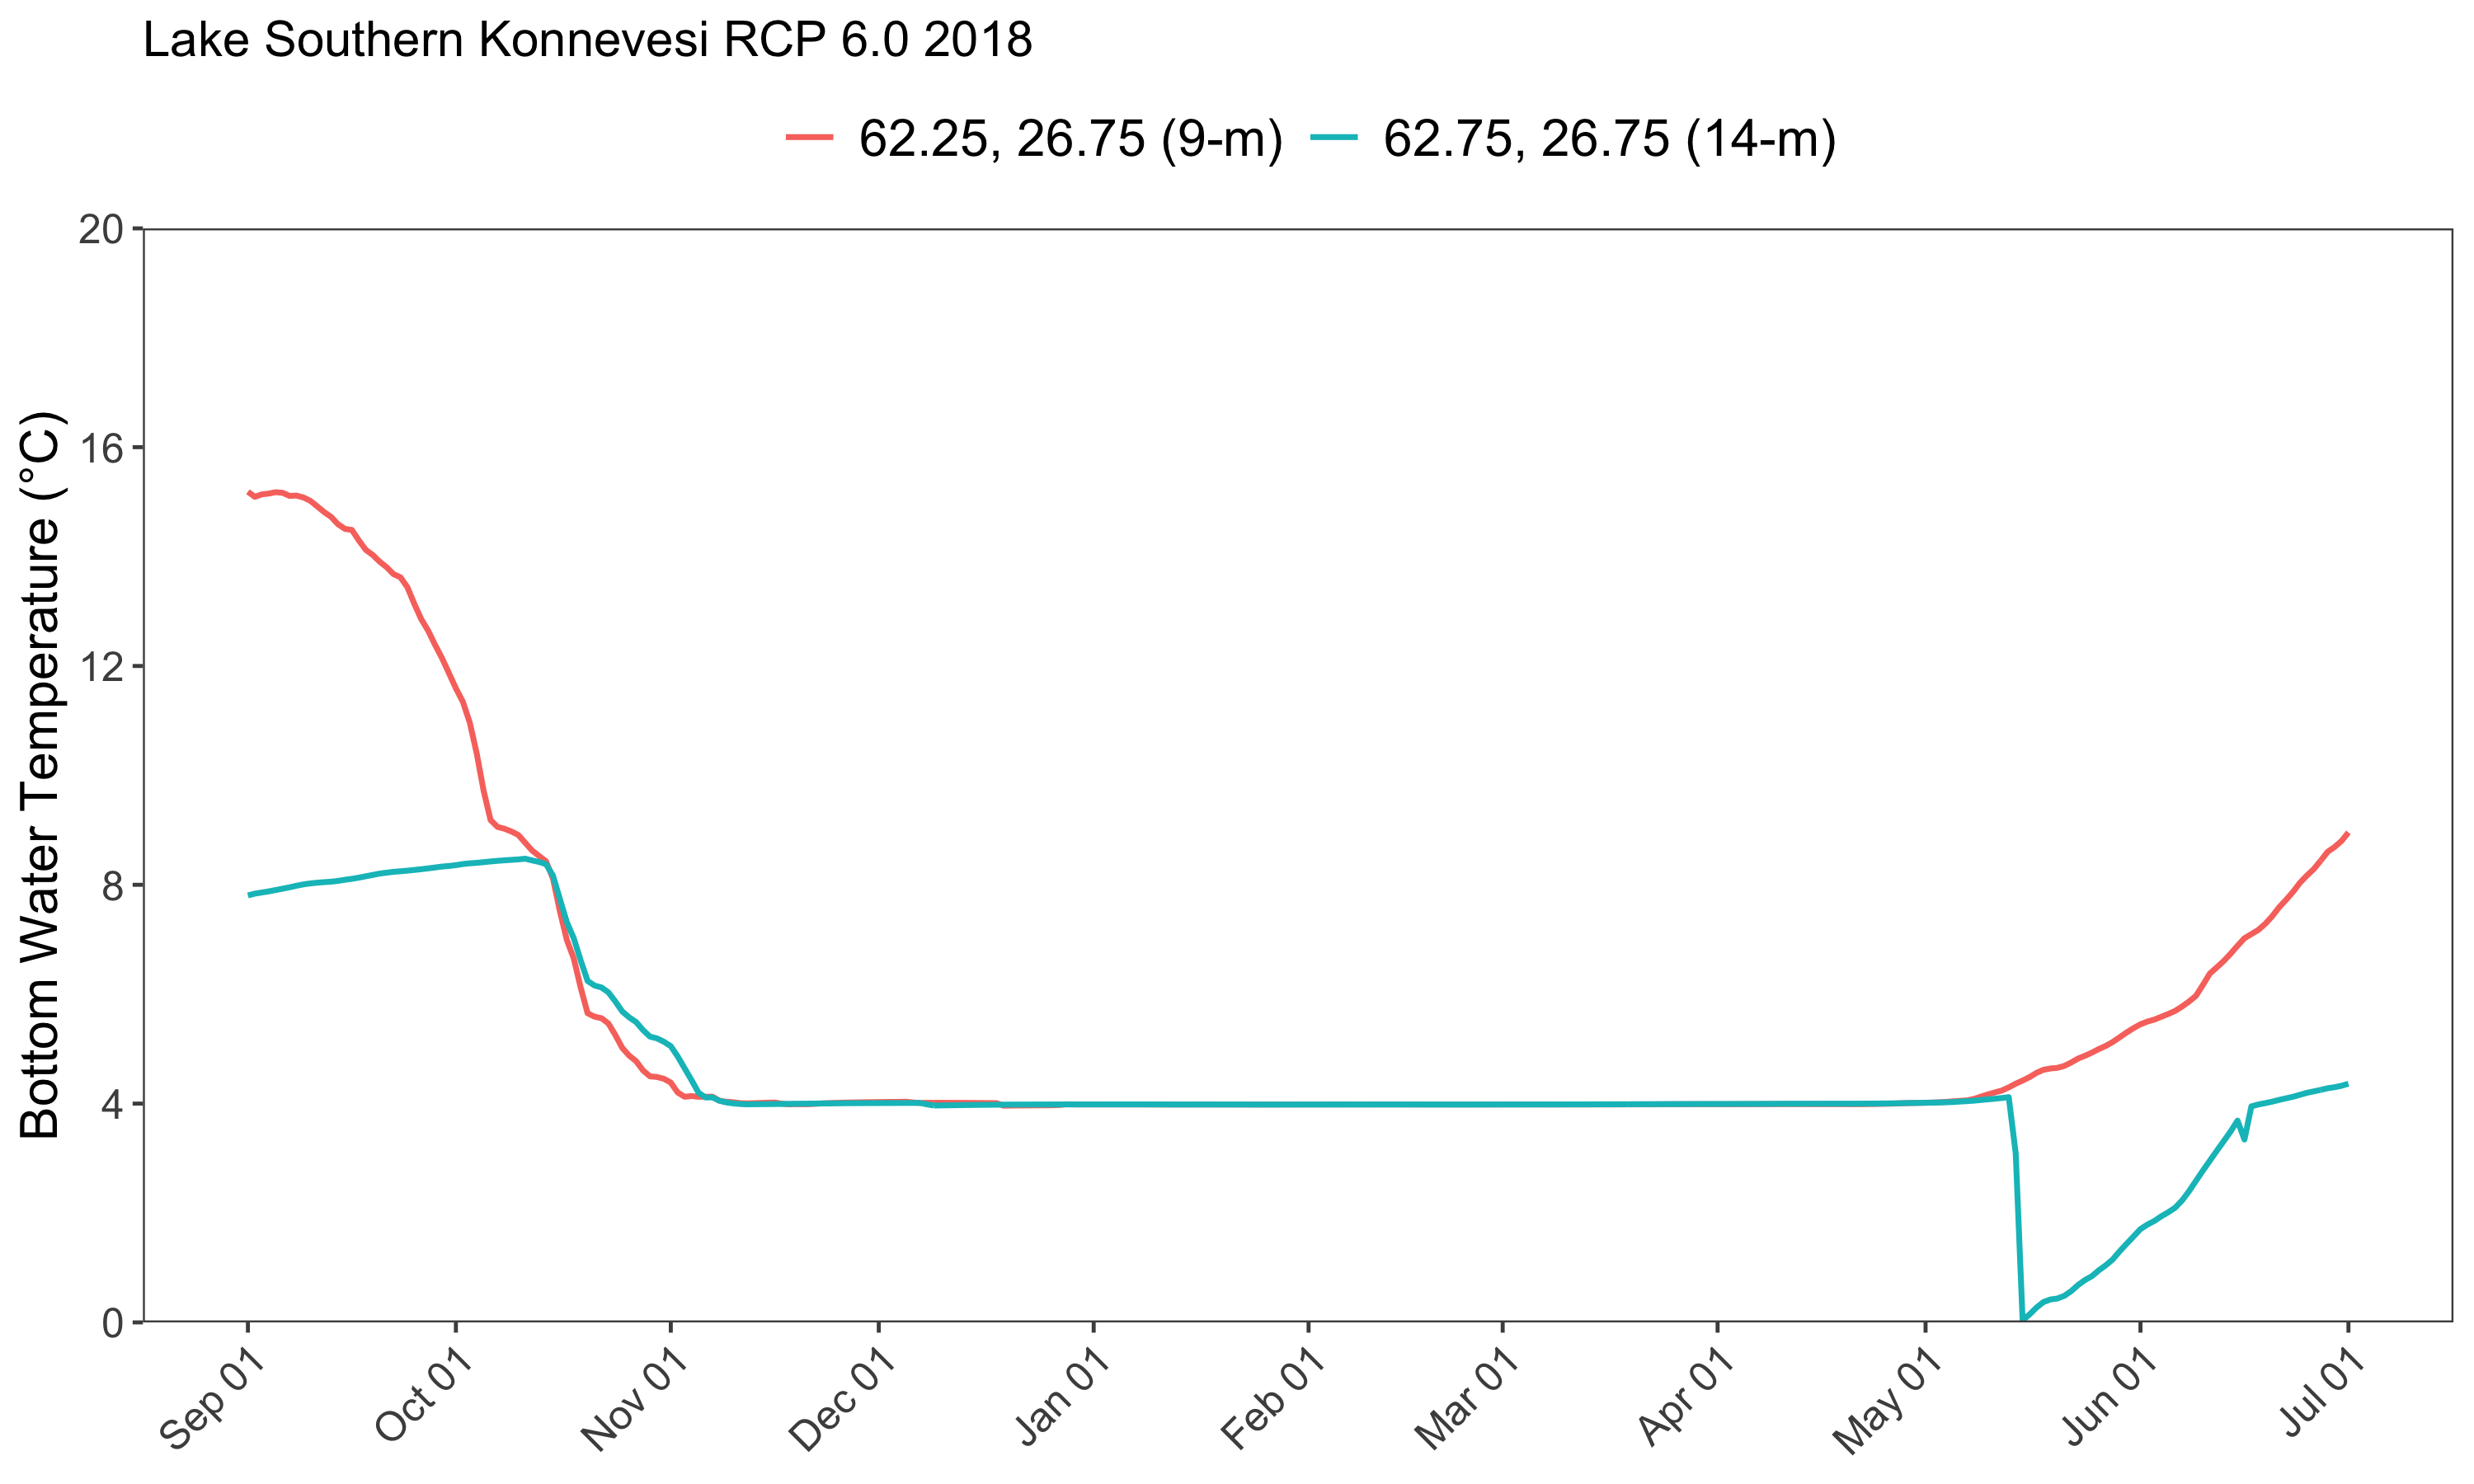 Lake Southern Konnevesi RCP 6.0 2018
62.25, 26.75 (9-m) 62.75, 26.75 (14-m)
Bottom Water Temperature (°C)
20
16
12
8
4
0
Sep 01 Oct 01 Nov 01 Dec 01 Jan 01 Feb 01 Mar 01 Apr 01 May 01 Jun 01 Jul 01